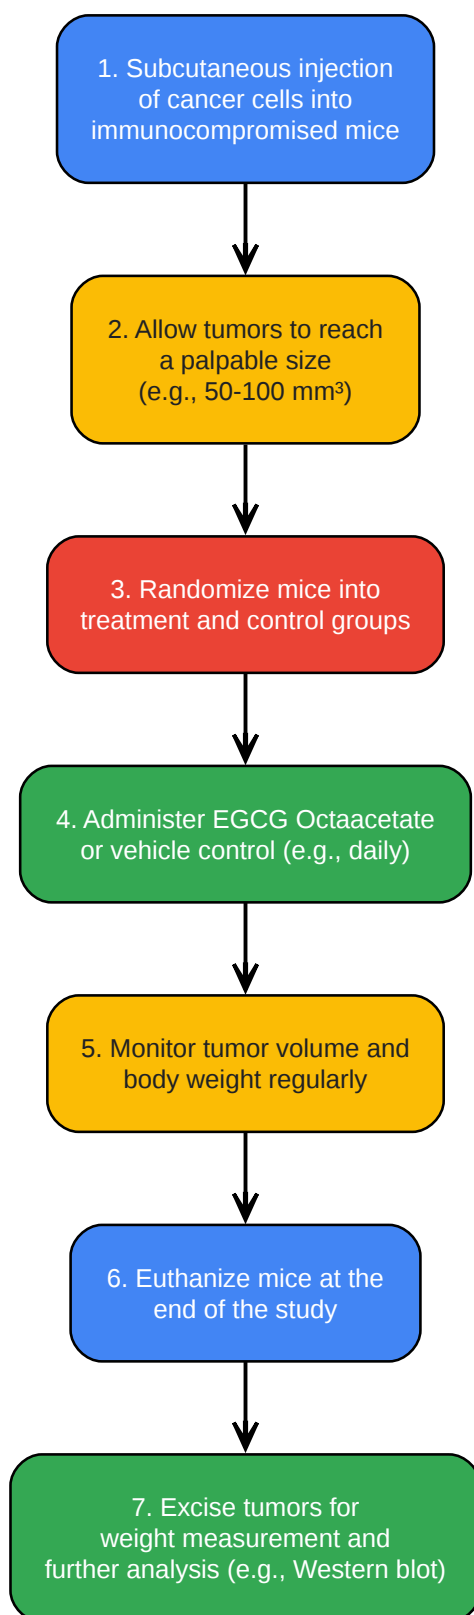 1. Subcutaneous injection
of cancer cells into
immunocompromised mice
2. Allow tumors to reach
a palpable size
(e.g., 50-100 mm³)
3. Randomize mice into
treatment and control groups
4. Administer EGCG Octaacetate
or vehicle control (e.g., daily)
5. Monitor tumor volume and
body weight regularly
6. Euthanize mice at the
end of the study
7. Excise tumors for
weight measurement and
further analysis (e.g., Western blot)